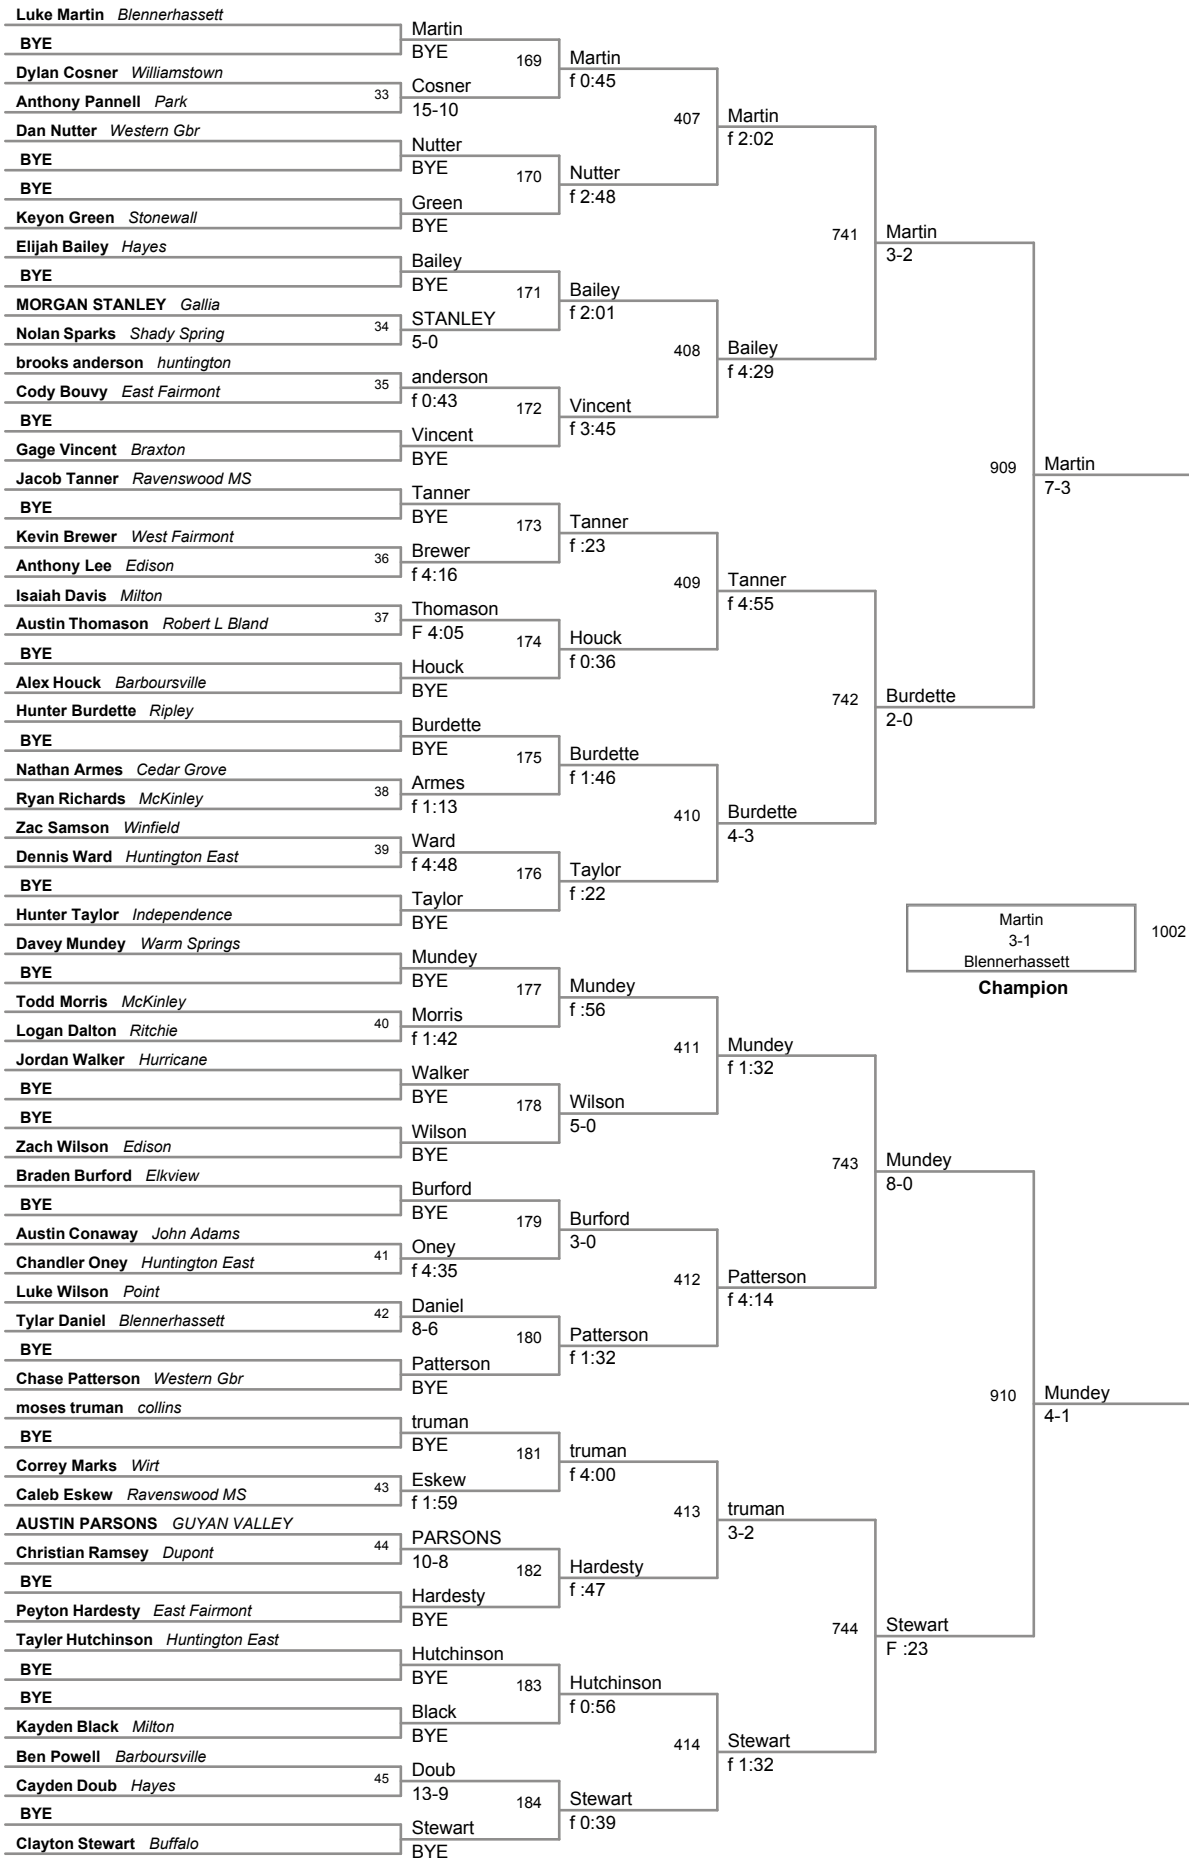 Luke Martin Blennerhassett
BYE
Dylan Cosner Williamstown
Anthony Pannell Park
Dan Nutter Western Gbr
BYE
BYE
Keyon Green Stonewall
Elijah Bailey Hayes
BYE
MORGAN STANLEY Gallia
Nolan Sparks Shady Spring
brooks anderson huntington
Cody Bouvy East Fairmont
BYE
Gage Vincent Braxton
Jacob Tanner Ravenswood MS
BYE
Kevin Brewer West Fairmont
Anthony Lee Edison
Isaiah Davis Milton
Austin Thomason Robert L Bland
BYE
Alex Houck Barboursville
Hunter Burdette Ripley
BYE
Nathan Armes Cedar Grove
Ryan Richards McKinley
Zac Samson Winfield
Dennis Ward Huntington East
BYE
Hunter Taylor Independence
Davey Mundey Warm Springs
BYE
Todd Morris McKinley
Logan Dalton Ritchie
Jordan Walker Hurricane
BYE
BYE
Zach Wilson Edison
Braden Burford Elkview
BYE
Austin Conaway John Adams
Chandler Oney Huntington East
Luke Wilson Point
Tylar Daniel Blennerhassett
BYE
Chase Patterson Western Gbr
moses truman collins
BYE
Correy Marks Wirt
Caleb Eskew Ravenswood MS
AUSTIN PARSONS GUYAN VALLEY
Christian Ramsey Dupont
BYE
Peyton Hardesty East Fairmont
Tayler Hutchinson Huntington East
BYE
BYE
Kayden Black Milton
Ben Powell Barboursville
Cayden Doub Hayes
BYE
Clayton Stewart Buffalo
33
34
35
36
37
38
39
40
41
42
43
44
45
Martin
BYE
Cosner
15-10
Nutter
BYE
Green
BYE
Bailey
BYE
STANLEY
5-0
anderson
f 0:43
Vincent
BYE
Tanner
BYE
Brewer
f 4:16
Thomason
F 4:05
Houck
BYE
Burdette
BYE
Armes
f 1:13
Ward
f 4:48
Taylor
BYE
Mundey
BYE
Morris
f 1:42
Walker
BYE
Wilson
BYE
Burford
BYE
Oney
f 4:35
Daniel
8-6
Patterson
BYE
truman
BYE
Eskew
f 1:59
PARSONS
10-8
Hardesty
BYE
Hutchinson
BYE
Black
BYE
Doub
13-9
Stewart
BYE
169
170
171
172
173
174
175
176
177
178
179
180
181
182
183
184
Martin
f 0:45
Nutter
f 2:48
Bailey
f 2:01
Vincent
f 3:45
Tanner
f :23
Houck
f 0:36
Burdette
f 1:46
Taylor
f :22
Mundey
f :56
Wilson
5-0
Burford
3-0
Patterson
f 1:32
truman
f 4:00
Hardesty
f :47
Hutchinson
f 0:56
Stewart
f 0:39
407
408
409
410
411
412
413
414
Martin
f 2:02
Bailey
f 4:29
Tanner
f 4:55
Burdette
4-3
Mundey
f 1:32
Patterson
f 4:14
truman
3-2
Stewart
f 1:32
741
742
743
744
Martin
3-2
Burdette
2-0
Mundey
8-0
Stewart
F :23
909
910
Martin
7-3
Mundey
4-1
Martin
3-1
Blennerhassett
Champion
1002